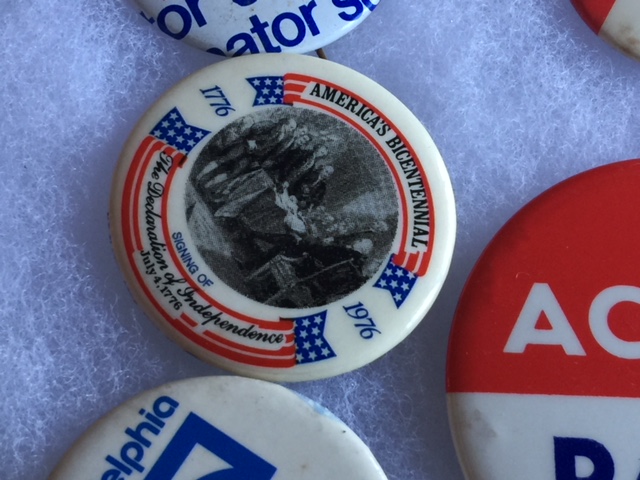 ator s
1776
AMERICA'S BICENTENNIAL
SIGNING OF
The Declaration of Independence
July 4, 1776
1976
AC
elphia